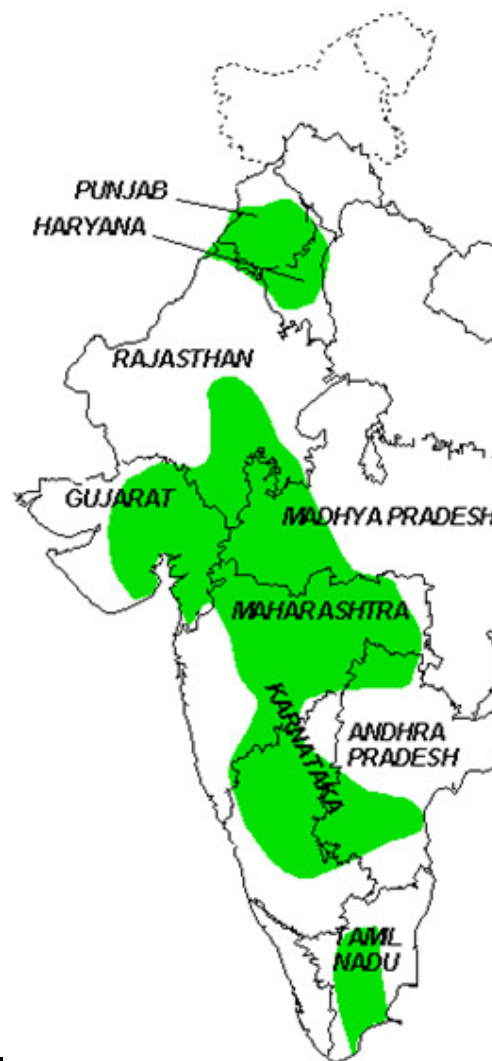 PUNJAB
HARYANA
RAJASTHAN
GUJARAT
MADHYA PRADESH
MAHARASHTRA
KARNATAKA
ANDHRA
PRADESH
TAMIL
NADU